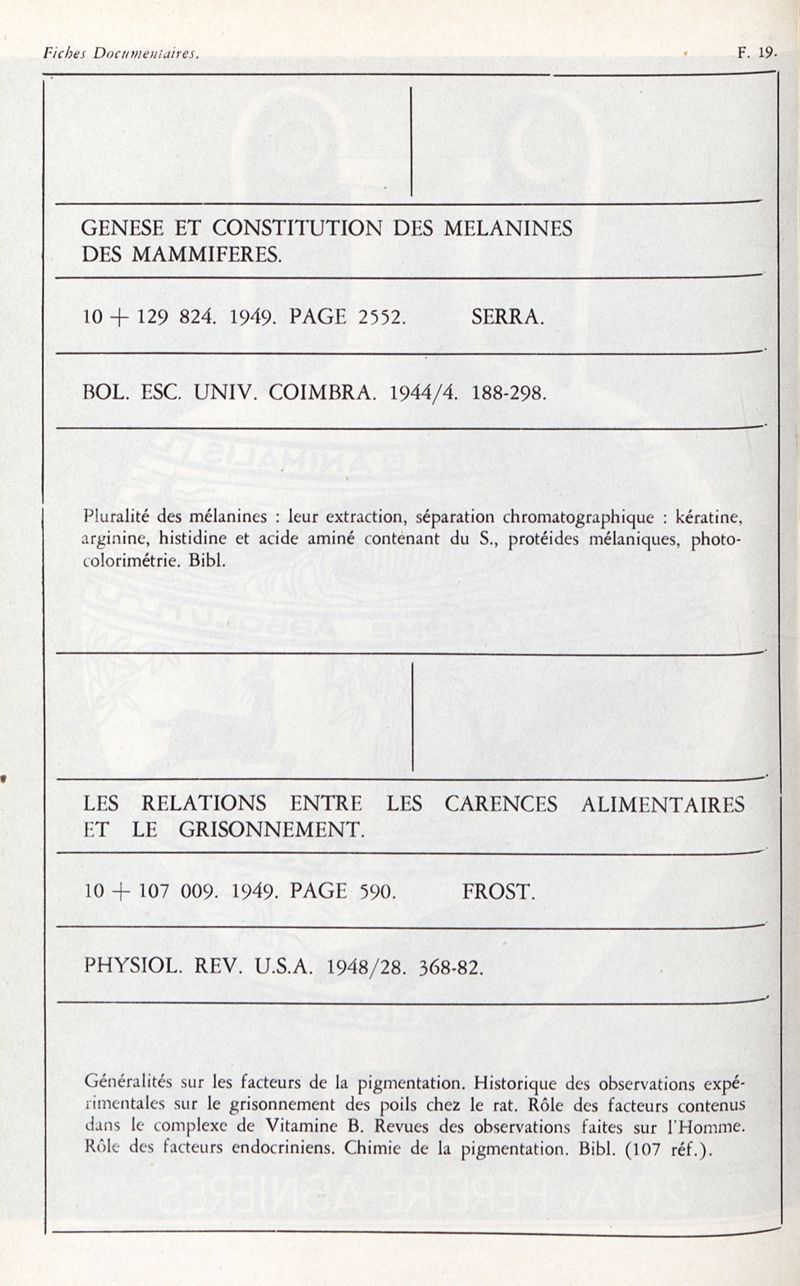 Fiches Documentaires. F. 19.
GENESE ET CONSTITUTION DES MELANINES
DES MAMMIFERES.
10 + 129 824. 1949. PAGE 2552. SERRA.
BOL. ESC. UNIV. COIMBRA. 1944/4. 188-298.
Pluralité des mélanines : leur extraction, séparation chromatographique : kératine,
arginine, histidine et acide aminé contenant du S., protéides mélaniques, photo-
colorimétrie. Bibl.
LES RELATIONS ENTRE LES CARENCES ALIMENTAIRES
ET LE GRISONNEMENT.
10 + 107 009. 1949. PAGE 590. FROST.
PHYSIOL. REV. U.S.A. 1948/28. 368-82.
Généralités sur les facteurs de la pigmentation. Historique des observations expé-
rimentales sur le grisonnement des poils chez le rat. Rôle des facteurs contenus
dans le complexe de Vitamine B. Revues des observations faites sur l'Homme.
Rôle des facteurs endocriniens. Chimie de la pigmentation. Bibl. (107 réf.).